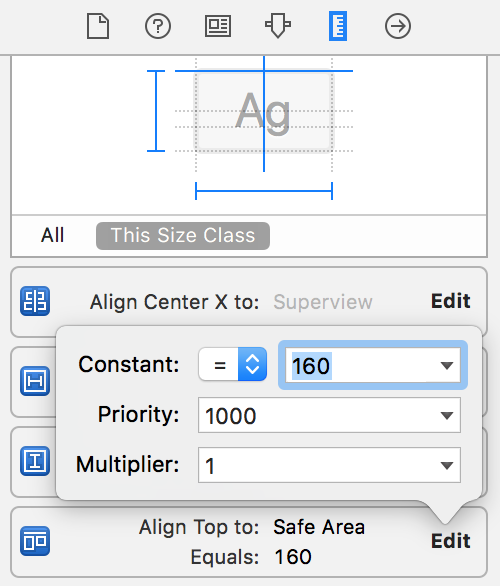 Ag
All This Size Class
Align Center X to: Superview Edit
Constant: = 160
Priority: 1000
Multiplier: 1
Align Top to: Safe Area
Equals: 160 Edit